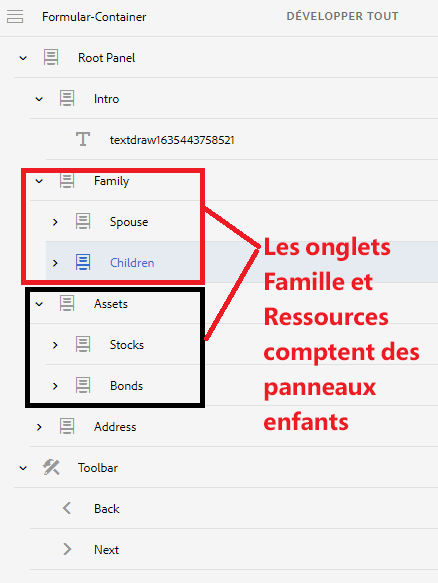 Formular-Container
DÉVELOPPER TOUT
Root Panel
Intro
textdraw1635443758521
Family
Spouse
Children
Assets
Stocks
Bonds
Address
Toolbar
Back
Next
Les onglets
Famille et
Ressources
comptent des
panneaux
enfants